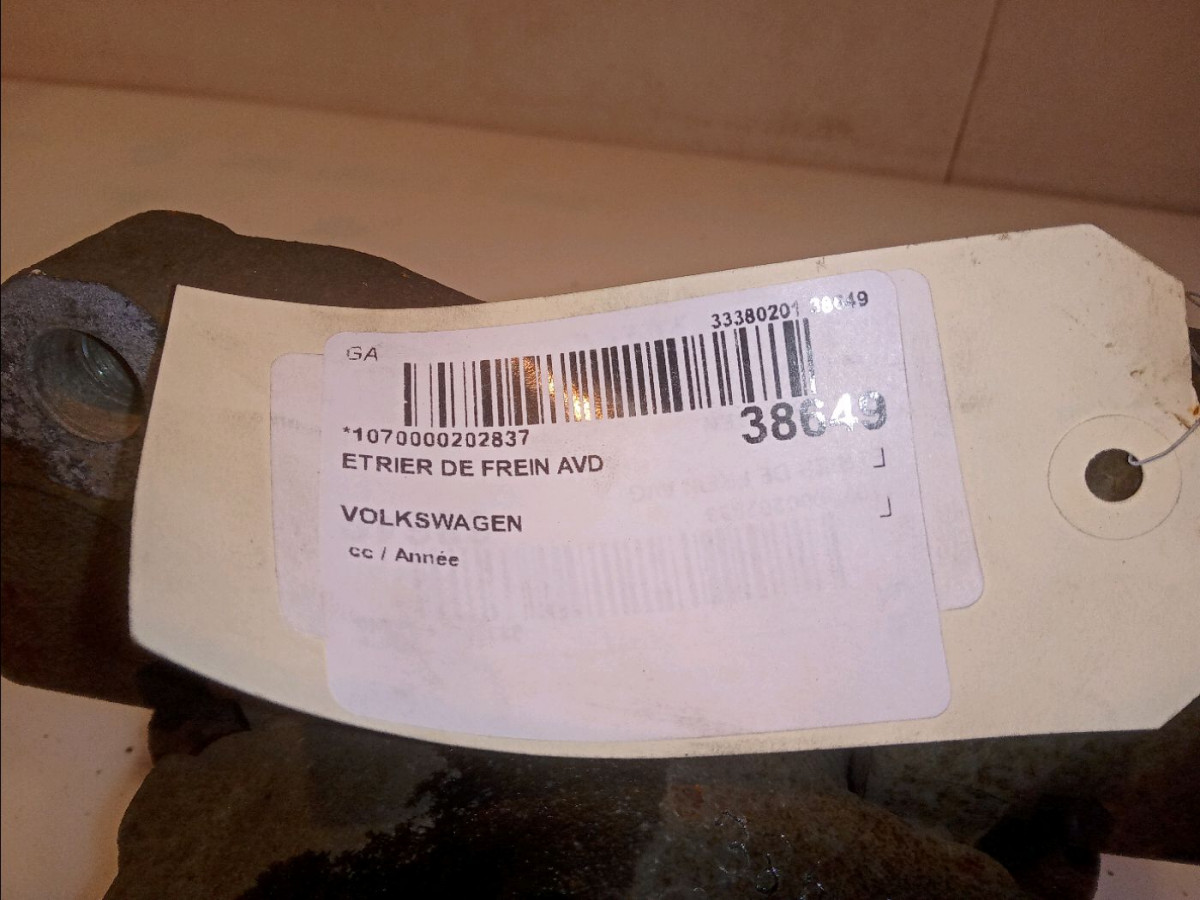 GA
33380201 38649
*1070000202837
38649
ETRIER DE FREIN AVD
VOLKSWAGEN
cc / Année